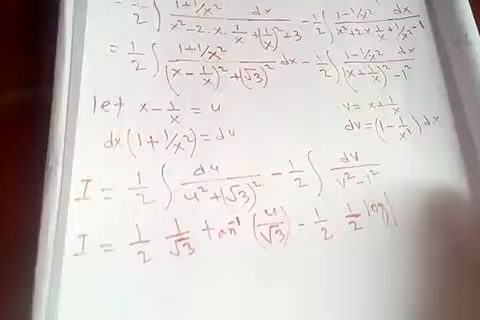 1/2 ∫ (1+1/x²) dx / (x² - 2.x.1/x + (1/x)² + 3) - 1/2 ∫ (1-1/x²) dx / (x²+2.x.1/x+1/x²-1
= 1/2 ∫ (1+1/x²) / ((x - 1/x)² + (√3)²) dx - 1/2 ∫ (1-1/x²) dx / ((x+1/x)² - 1²)
let x - 1/x = u v = x + 1/x
dx (1+1/x²) = du dv = (1 - 1/x²) dx
I = 1/2 ∫ du / (u² + (√3)²) - 1/2 ∫ dv / (v² - 1²)
I = 1/2 1/√3 tan⁻¹ (u/√3) - 1/2 1/2 log|